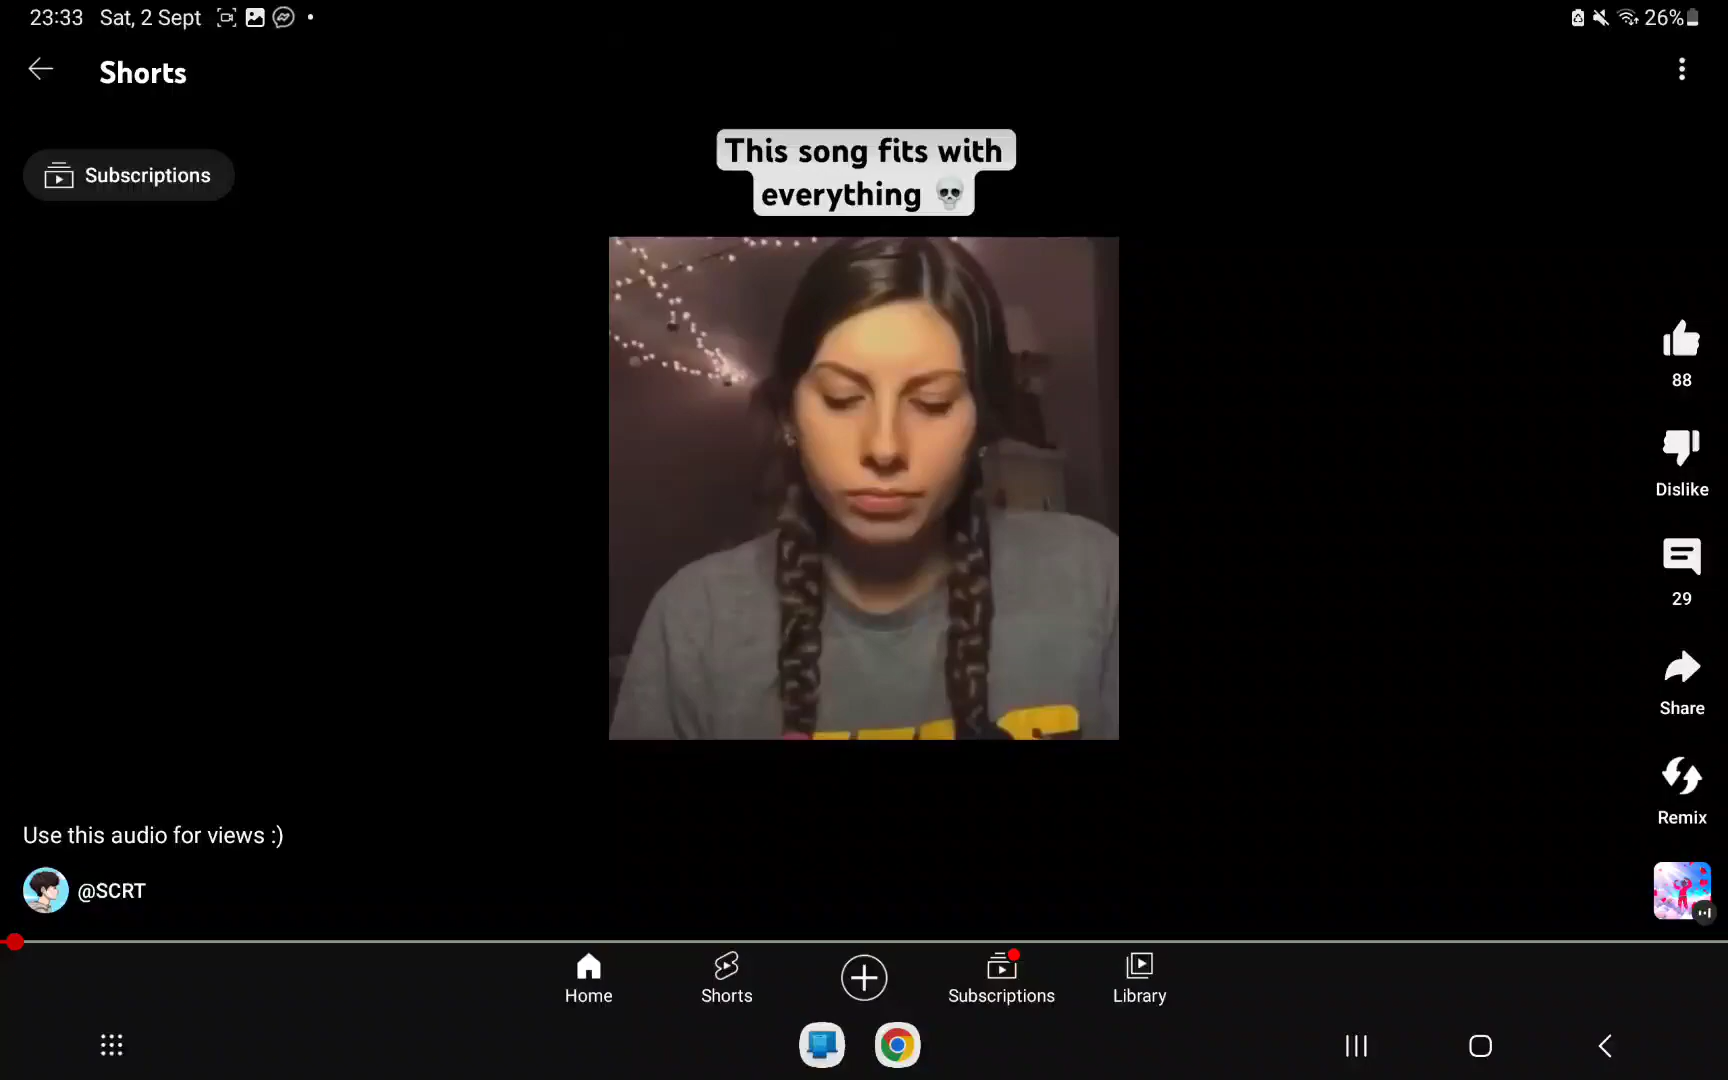 23:33 Sat, 2 Sept
26%
Shorts
Subscriptions
This song fits with
everything 💀
88
Dislike
29
Share
Remix
Use this audio for views :)
@SCRT
Home
Shorts
Subscriptions
Library